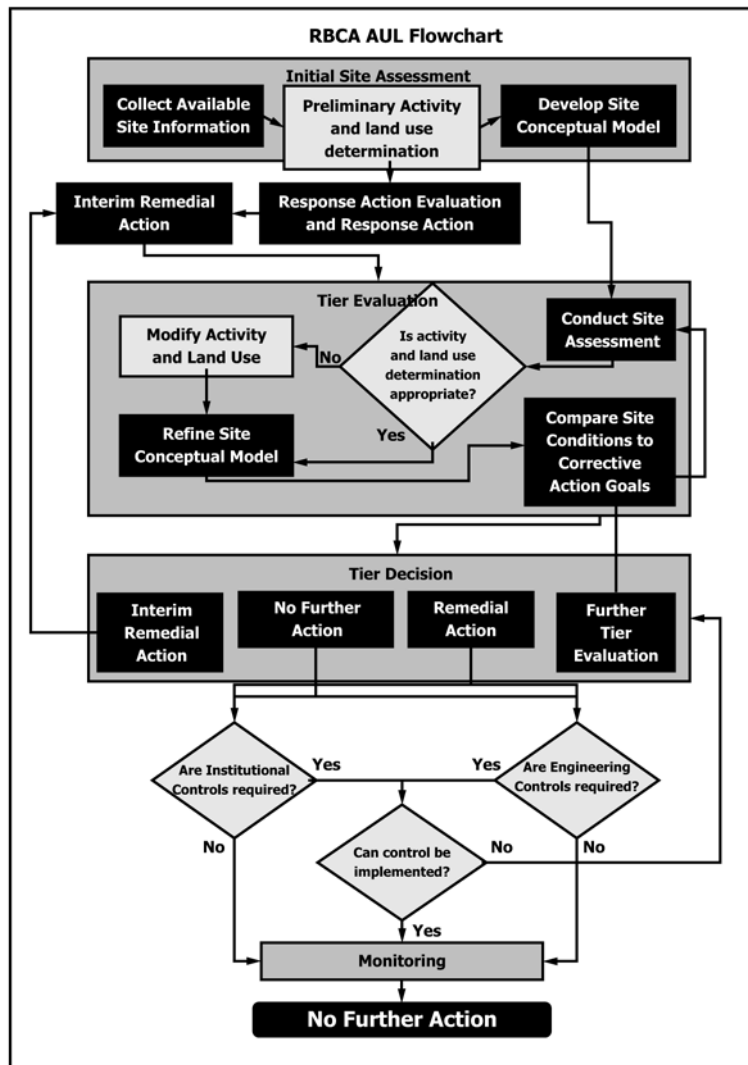 RBCA AUL Flowchart
Initial Site Assessment
Collect Available
Site Information
Preliminary Activity
and land use
determination
Develop Site
Conceptual Model
Interim Remedial
Action
Response Action Evaluation
and Response Action
Tier Evaluation
Modify Activity
and Land Use
No
Is activity
and land use
determination
appropriate?
Conduct Site
Assessment
Yes
Refine Site
Conceptual Model
Compare Site
Conditions to
Corrective
Action Goals
Tier Decision
Interim
Remedial
Action
No Further
Action
Remedial
Action
Further
Tier
Evaluation
Are Institutional
Controls required?
Yes
Yes
Are Engineering
Controls required?
No
Can control be
implemented?
No
No
Yes
Monitoring
No Further Action